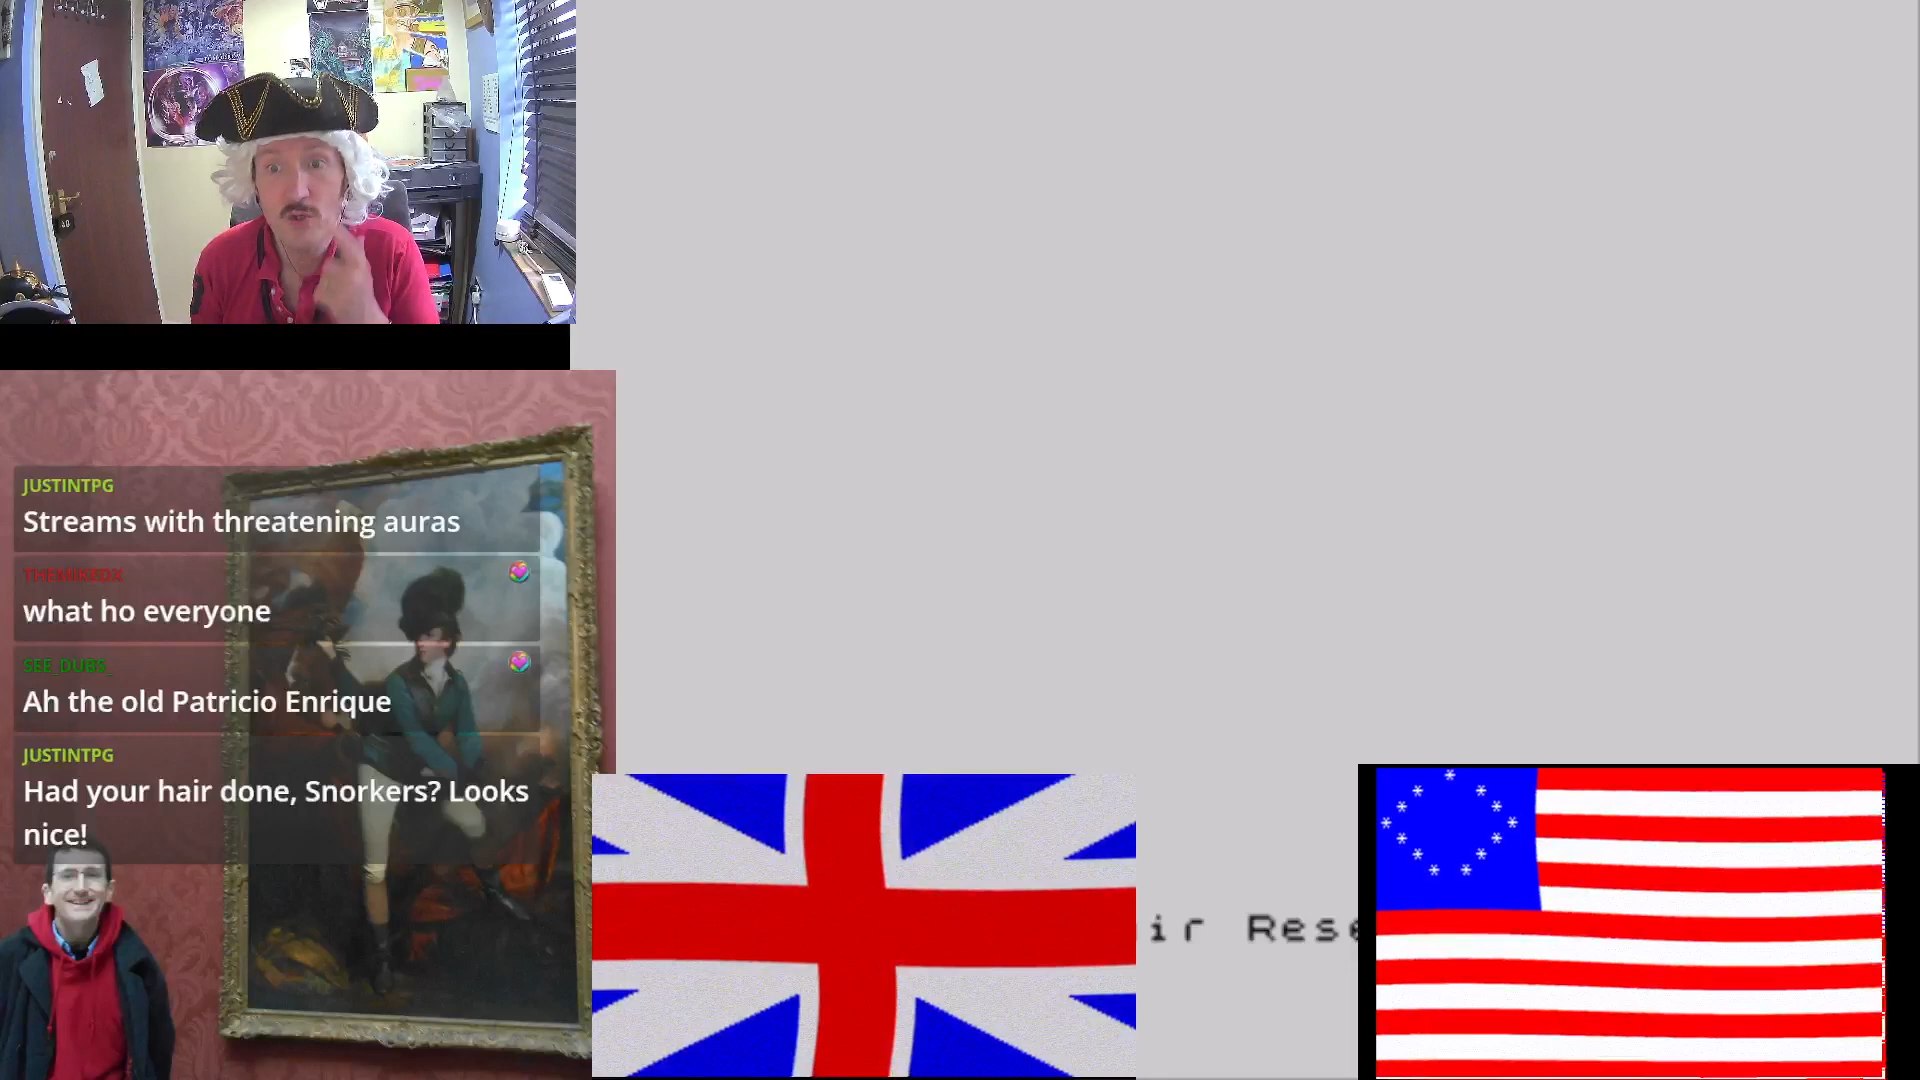 JUSTINTPG
Streams with threatening auras
what ho everyone
SEE_DUBS_
Ah the old Patricio Enrique
JUSTINTPG
Had your hair done, Snorkers? Looks
nice!
ir Rese